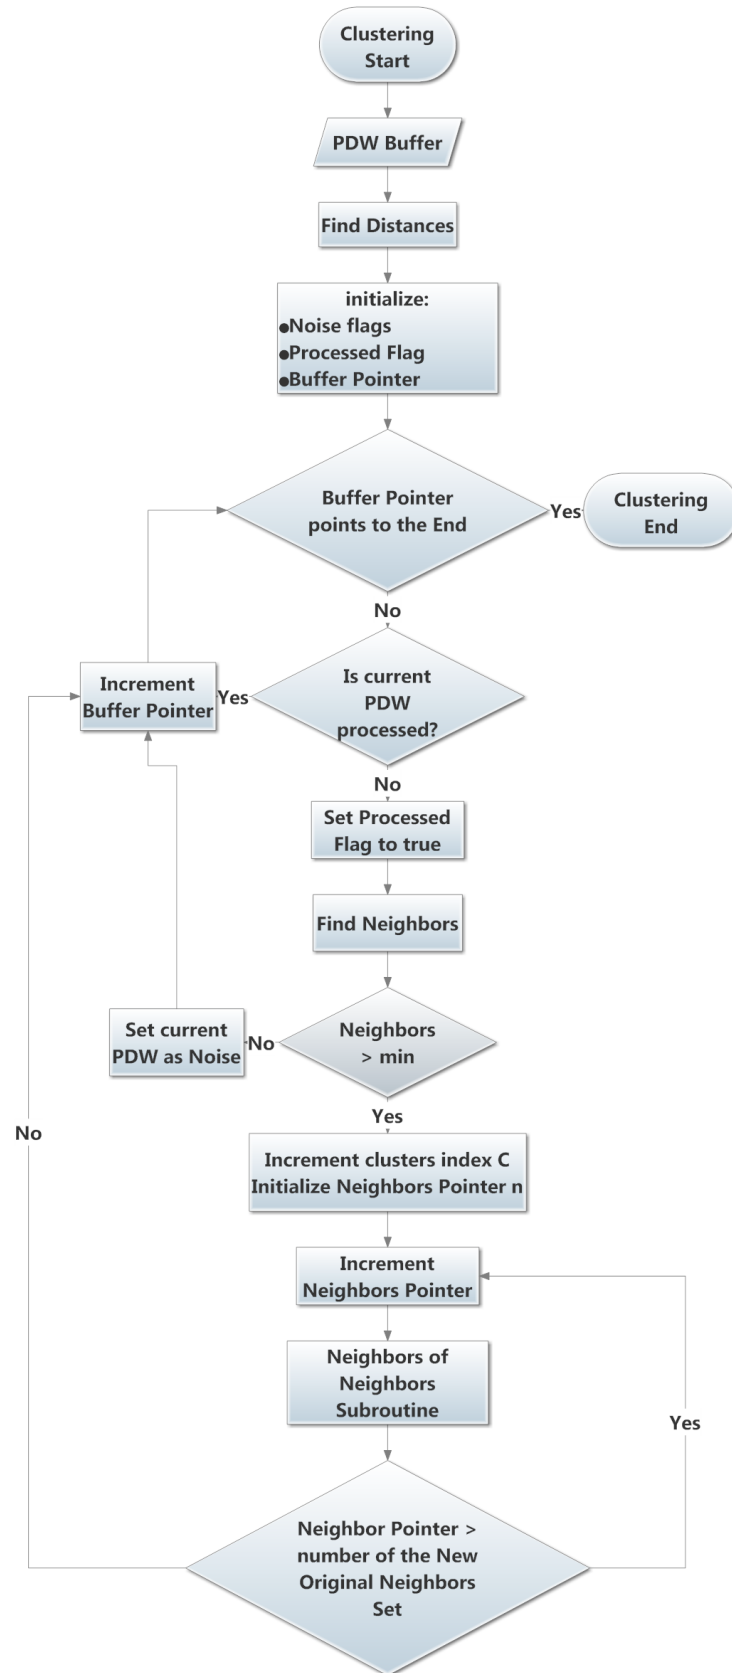 Clustering
Start
PDW Buffer
Find Distances
initialize:
●Noise flags
●Processed Flag
●Buffer Pointer
Buffer Pointer
points to the End
Yes
Clustering
End
No
Increment
Buffer Pointer
Yes
Is current
PDW
processed?
No
Set Processed
Flag to true
Find Neighbors
Set current
PDW as Noise
No
Neighbors
> min
Yes
No
Increment clusters index C
Initialize Neighbors Pointer n
Increment
Neighbors Pointer
Neighbors of
Neighbors
Subroutine
Yes
Neighbor Pointer >
number of the New
Original Neighbors
Set